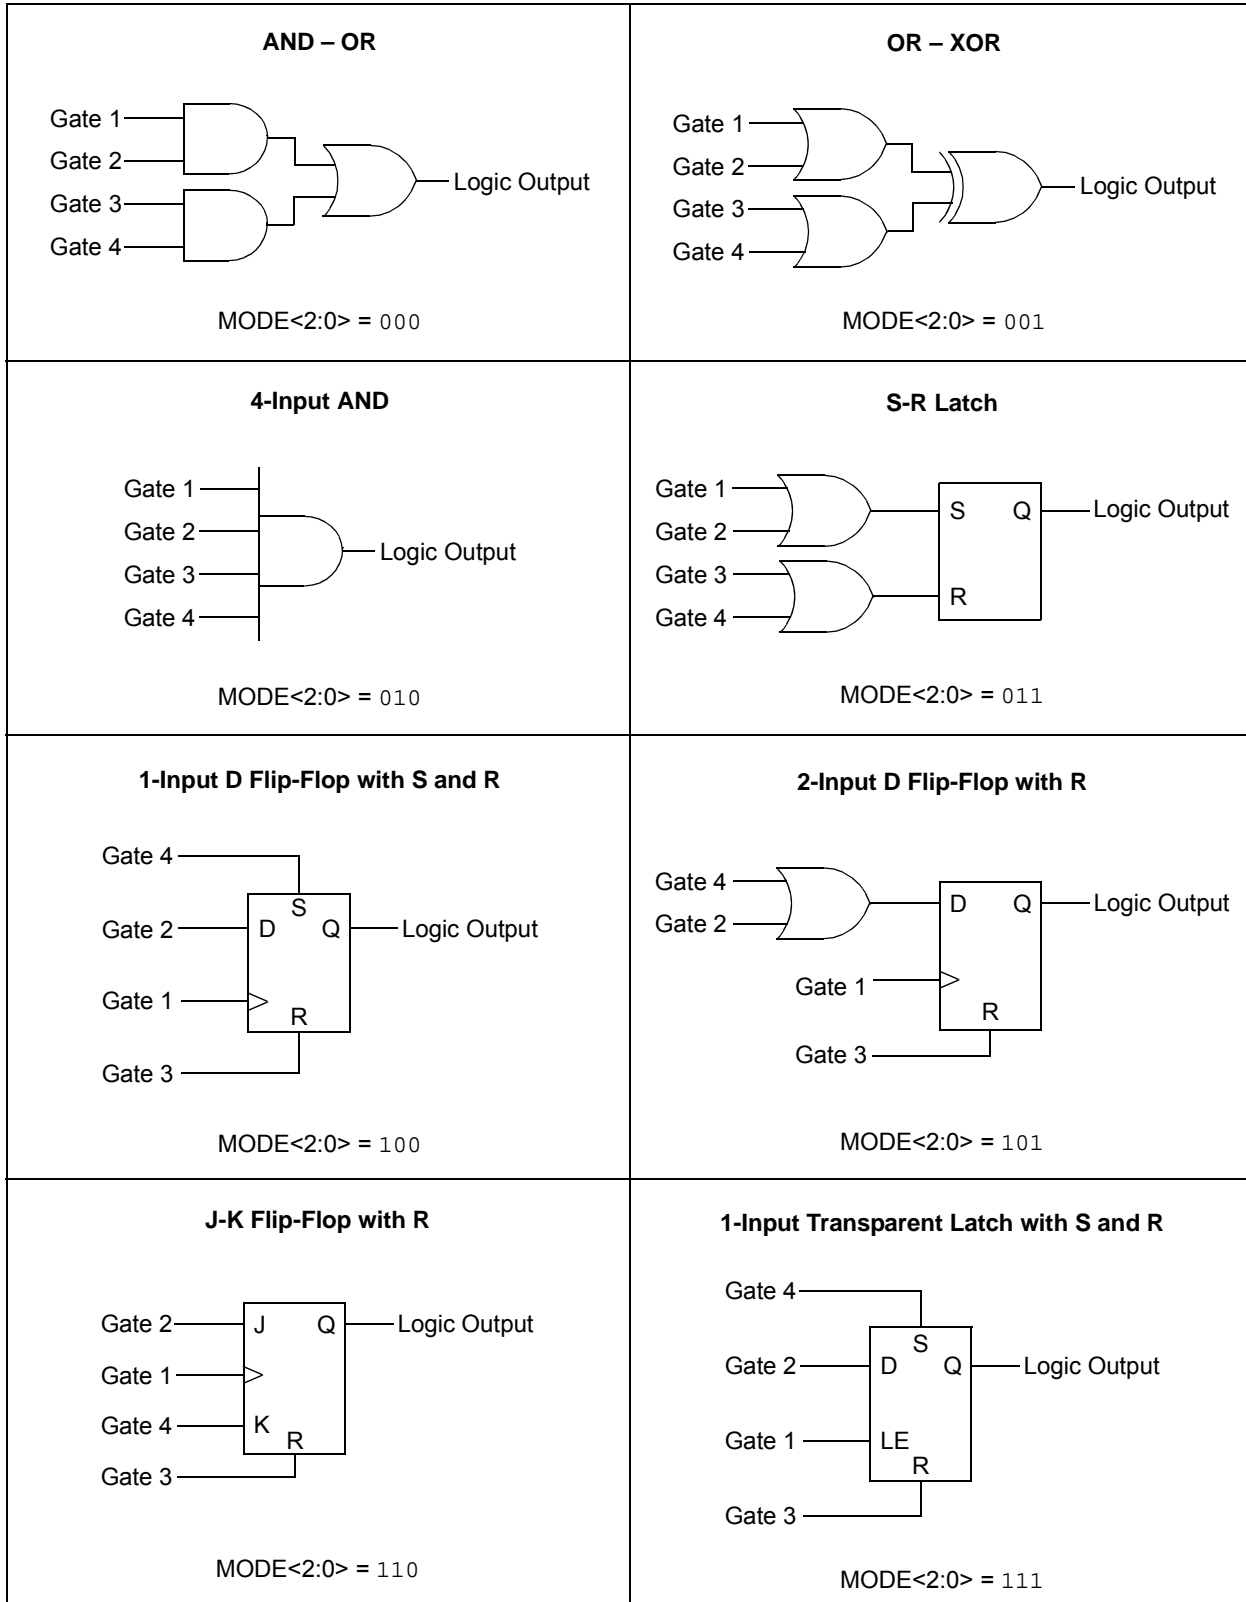 AND – OR
Gate 1
Gate 2
Gate 3
Gate 4
Logic Output
MODE<2:0> = 000
OR – XOR
Gate 1
Gate 2
Gate 3
Gate 4
Logic Output
MODE<2:0> = 001
4-Input AND
Gate 1
Gate 2
Gate 3
Gate 4
Logic Output
MODE<2:0> = 010
S-R Latch
Gate 1
Gate 2
Gate 3
Gate 4
S Q
R
Logic Output
MODE<2:0> = 011
1-Input D Flip-Flop with S and R
Gate 4
S
Gate 2
D Q
Logic Output
Gate 1
R
Gate 3
MODE<2:0> = 100
2-Input D Flip-Flop with R
Gate 4
Gate 2
D Q
Logic Output
Gate 1
R
Gate 3
MODE<2:0> = 101
J-K Flip-Flop with R
Gate 2
J Q
Logic Output
Gate 1
Gate 4
K
R
Gate 3
MODE<2:0> = 110
1-Input Transparent Latch with S and R
Gate 4
S
Gate 2
D Q
Logic Output
Gate 1
LE
R
Gate 3
MODE<2:0> = 111